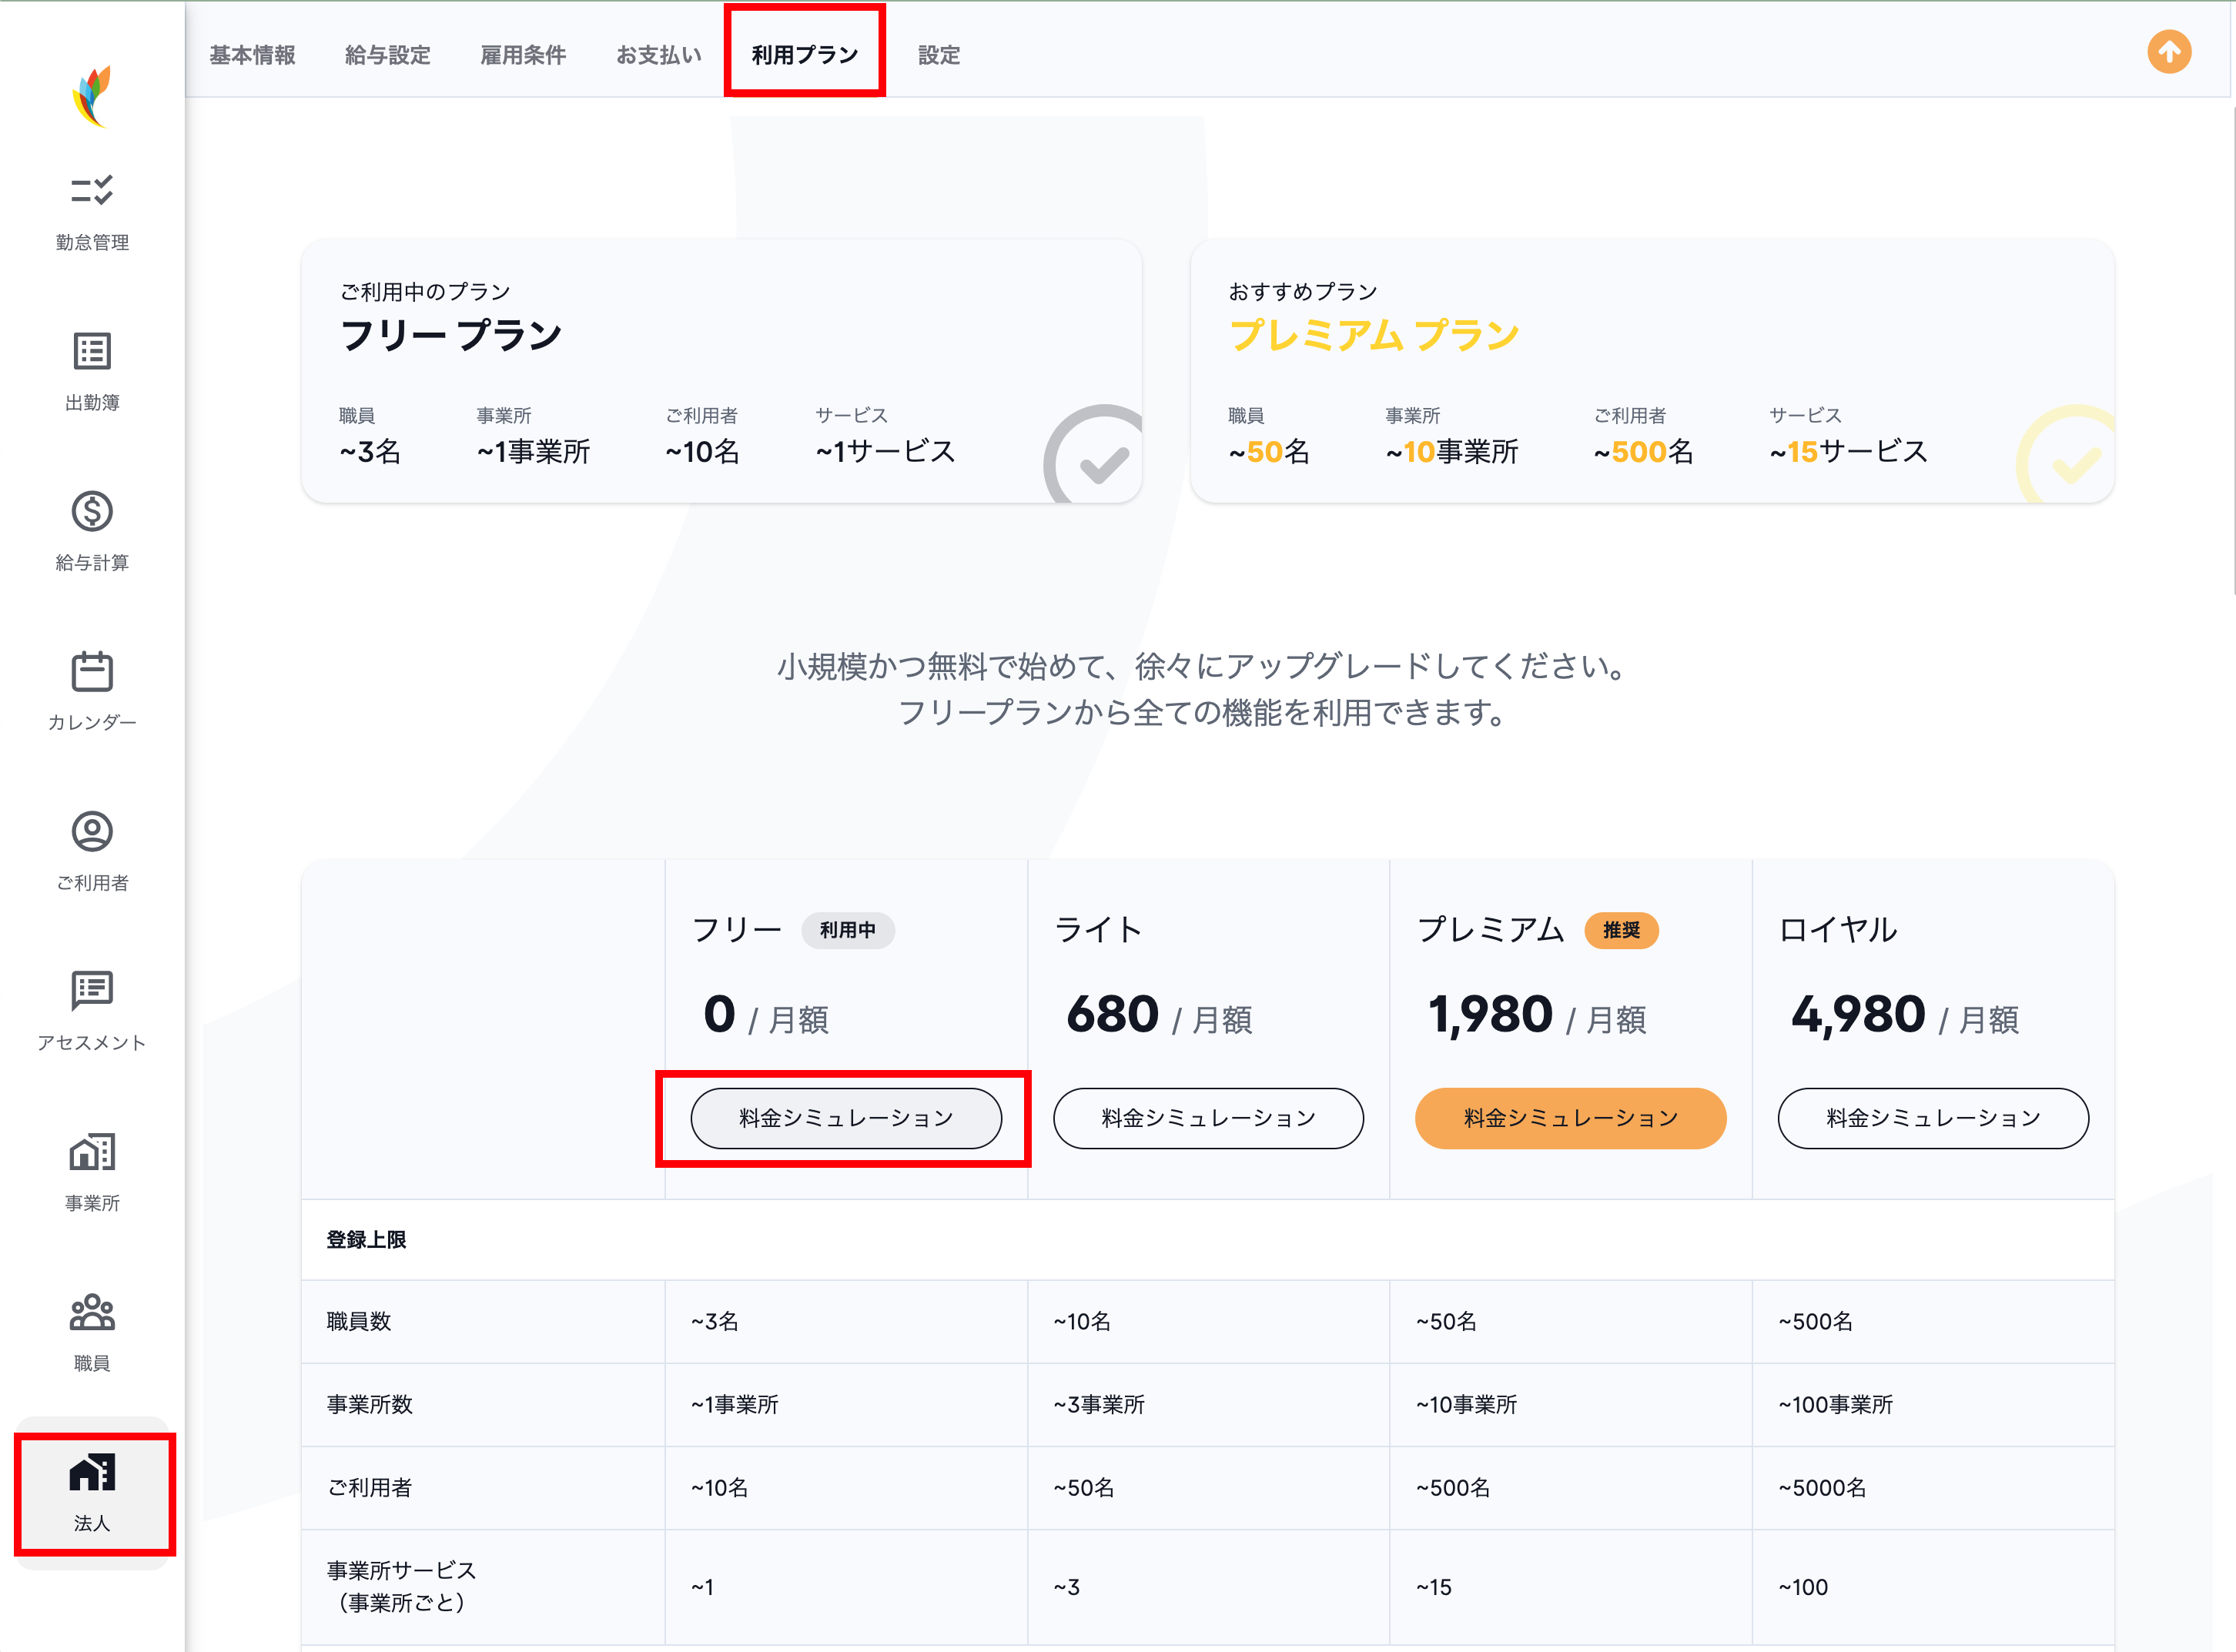 基本情報
給与設定
雇用条件
お支払い
利用プラン
設定
勤怠管理
出勤簿
給与計算
カレンダー
ご利用者
アセスメント
事業所
職員
法人
ご利用中のプラン
フリー プラン
職員
事業所
ご利用者
サービス
~3名
~1事業所
~10名
~1サービス
おすすめプラン
プレミアム プラン
職員
事業所
ご利用者
サービス
~50名
~10事業所
~500名
~15サービス
小規模かつ無料で始めて、徐々にアップグレードしてください。
フリープランから全ての機能を利用できます。
フリー 利用中
ライト
プレミアム 推奨
ロイヤル
0 / 月額
680 / 月額
1,980 / 月額
4,980 / 月額
料金シミュレーション
料金シミュレーション
料金シミュレーション
料金シミュレーション
登録上限
職員数
~3名
~10名
~50名
~500名
事業所数
~1事業所
~3事業所
~10事業所
~100事業所
ご利用者
~10名
~50名
~500名
~5000名
事業所サービス
（事業所ごと）
~1
~3
~15
~100